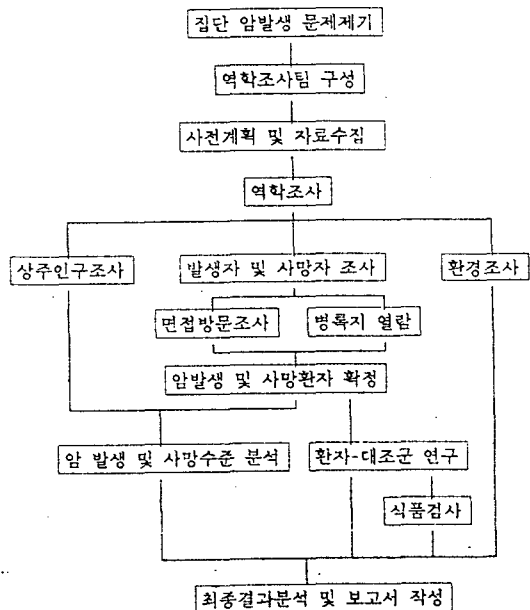 집단 암발생 문제제기
역학조사팀 구성
사전계획 및 자료수집
역학조사
상주인구조사
발생자 및 사망자 조사
환경조사
면접방문조사
병록지 열람
암발생 및 사망환자 확정
암 발생 및 사망수준 분석
환자-대조군 연구
식품검사
최종결과분석 및 보고서 작성